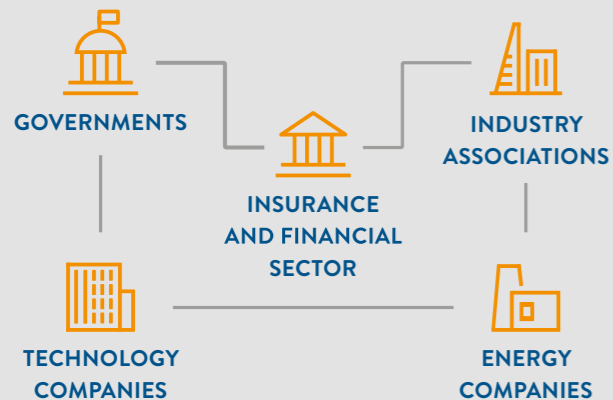 GOVERNMENTS
INDUSTRY
ASSOCIATIONS
INSURANCE
AND FINANCIAL
SECTOR
TECHNOLOGY
COMPANIES
ENERGY
COMPANIES